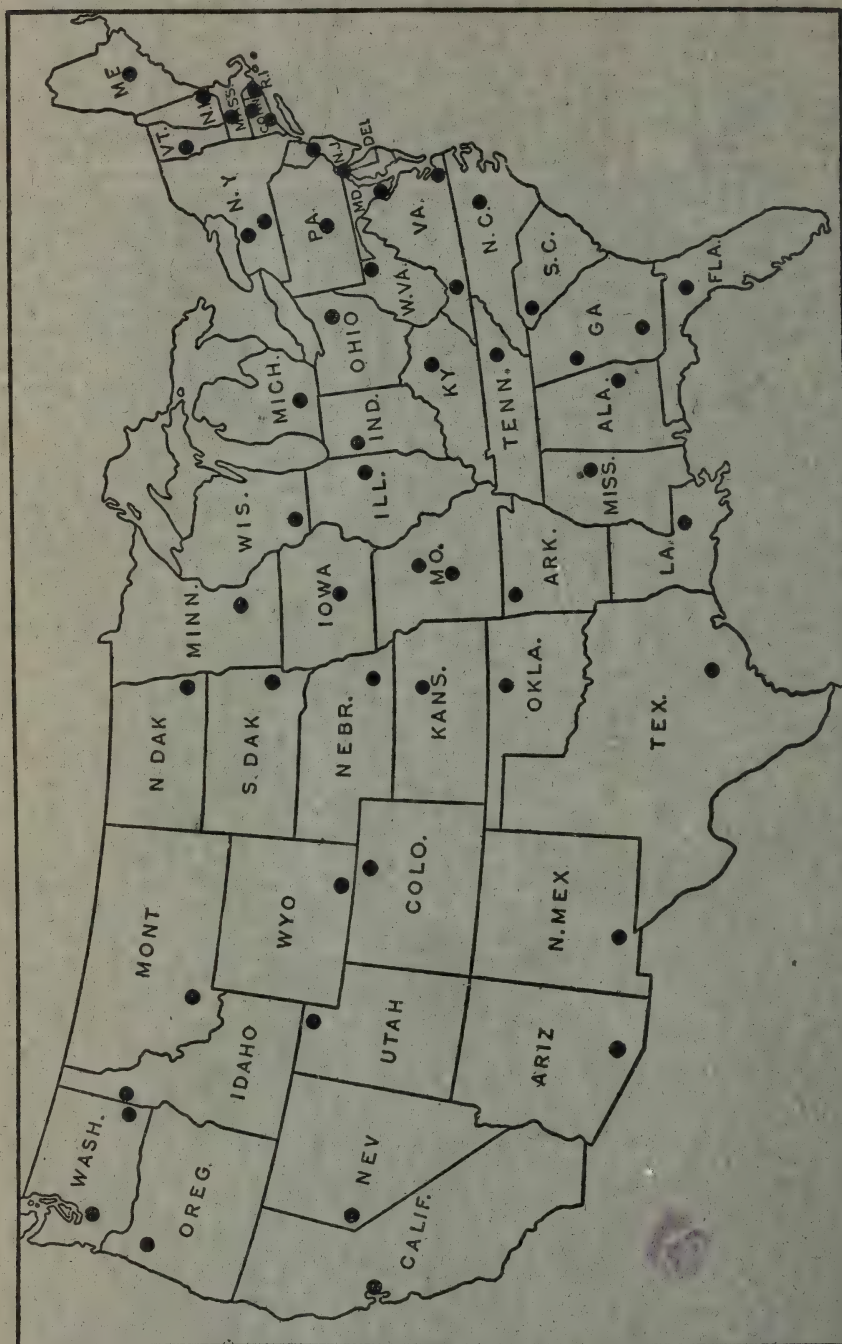 WASH.
OREG.
CALIF.
NEV
IDAHO
MONT
WYO
UTAH
ARIZ
N.MEX
COLO.
N DAK
S.DAK
NEBR.
KANS.
OKLA.
TEX.
MINN.
IOWA
MO.
ARK.
LA.
WIS.
ILL.
MISS.
MICH.
IND.
KY
TENN.
ALA.
OHIO
W.VA.
GA
FLA.
S.C.
N.C.
VA.
MD.
DEL
N.J.
PA.
N.Y
VT.
MASS.
R.I.
ME